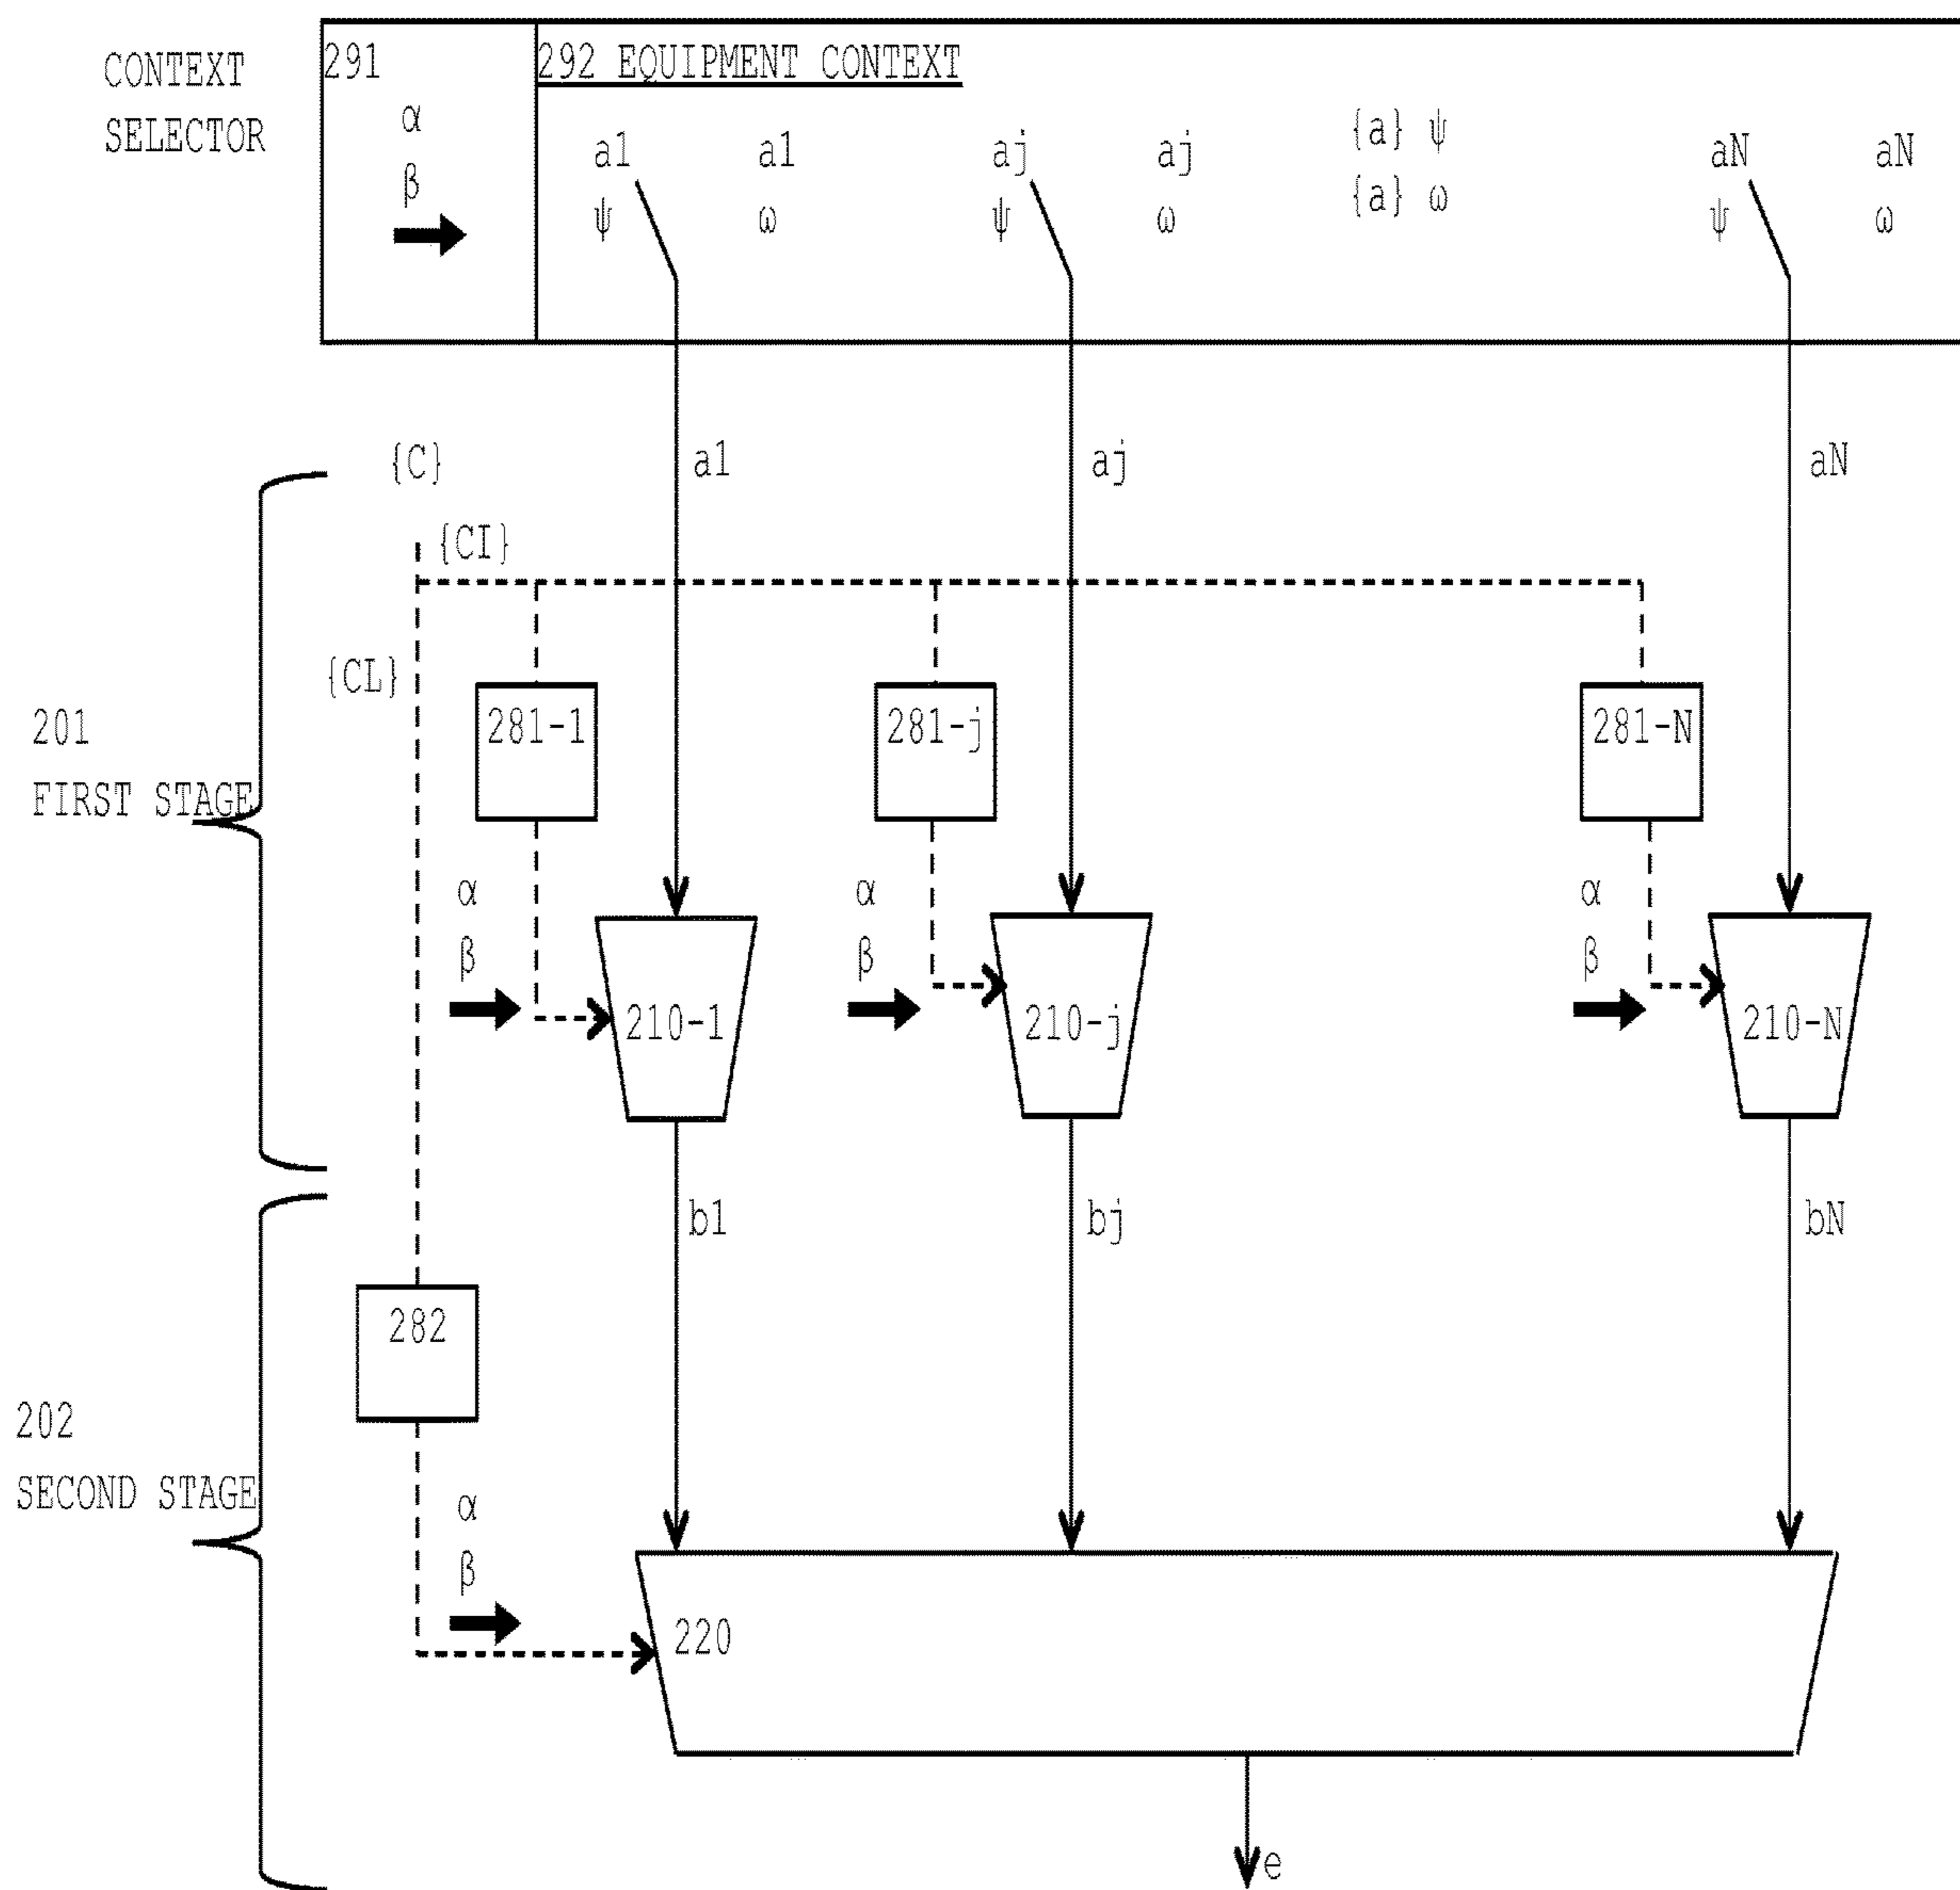 CONTEXT
SELECTOR
291
α
β
292 EQUIPMENT CONTEXT
a1
ψ
a1
ω
aj
ψ
aj
ω
{a} ψ
{a} ω
aN
ψ
aN
ω
{C}
a1
aj
aN
{CI}
{CL}
201
FIRST STAGE
281-1
281-j
281-N
α
β
α
β
α
β
210-1
210-j
210-N
b1
bj
bN
282
202
SECOND STAGE
α
β
220
e